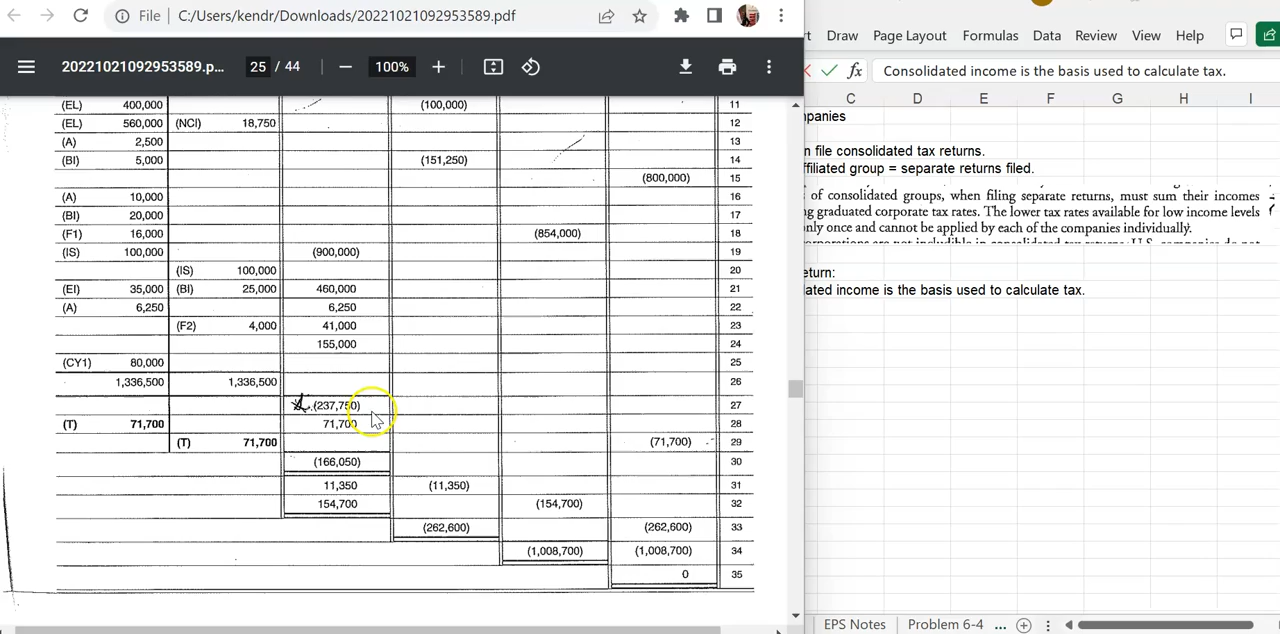 File C:/Users/kendr/Downloads/20221021092953589.pdf
Draw Page Layout Formulas Data Review View Help
20221021092953589.p... 25 / 44 100%
fx Consolidated income is the basis used to calculate tax.
C D E F G H I
(EL) 400,000 (100,000) 11
(EL) 560,000 (NCI) 18,750 12
(A) 2,500 13
(BI) 5,000 (151,250) 14
(800,000) 15
(A) 10,000 16
(BI) 20,000 17
(F1) 16,000 (854,000) 18
(IS) 100,000 (900,000) 19
(IS) 100,000 20
(EI) 35,000 (BI) 25,000 460,000 21
(A) 6,250 6,250 22
(F2) 4,000 41,000 23
155,000 24
(CY1) 80,000 25
1,336,500 1,336,500 26
(237,750) 27
(T) 71,700 71,700 28
(T) 71,700 (71,700) 29
(166,050) 30
11,350 (11,350) 31
154,700 (154,700) 32
(262,600) (262,600) 33
(1,008,700) (1,008,700) 34
0 35
mpanies
n file consolidated tax returns.
ffiliated group = separate returns filed.
of consolidated groups, when filing separate returns, must sum their incomes
ng graduated corporate tax rates. The lower tax rates available for low income levels
only once and cannot be applied by each of the companies individually.
eturn:
ated income is the basis used to calculate tax.
EPS Notes Problem 6-4 ...